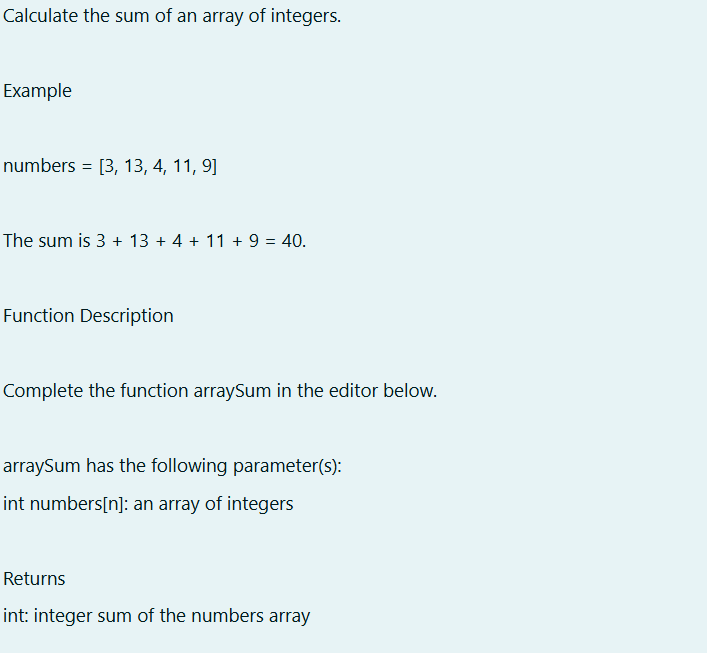 Calculate the sum of an array of integers.
Example
numbers = [3, 13, 4, 11, 9]
The sum is 3 + 13 + 4 + 11 + 9 = 40.
Function Description
Complete the function arraySum in the editor below.
arraySum has the following parameter(s):
int numbers[n]: an array of integers
Returns
int: integer sum of the numbers array